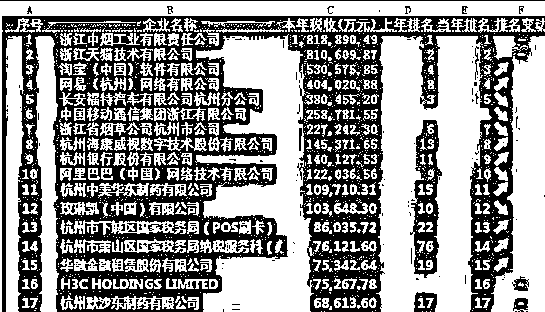 A B C D E F
序号 企业名称 本年税收(万元) 上年排名 当年排名 排名变动
1 浙江中烟工业有限责任公司 1,818,890.49 1 1
2 浙江天猫技术有限公司 810,609.87 2 2
3 淘宝（中国）软件有限公司 530,575.85 4 3
4 网易（杭州）网络有限公司 404,020.88 8 4
5 长安福特汽车有限公司杭州分公司 380,455.20 3 5
6 中国移动通信集团浙江有限公司 253,781.55 6
7 浙江省烟草公司杭州市公司 227,242.30 6 7
8 杭州海康威视数字技术股份有限公司 145,371.65 13 8
9 杭州银行股份有限公司 140,127.53 11 9
10 阿里巴巴（中国）网络技术有限公司 122,036.56 9 10
11 杭州中美华东制药有限公司 109,710.31 15 11
12 玫琳凯（中国）有限公司 103,648.30 10 12
13 杭州市下城区国家税务局（POS刷卡） 86,035.72 22 13
14 杭州市萧山区国家税务局纳税服务科（ 76,121.60 76 14
15 华融金融租赁股份有限公司 75,342.64 19 15
16 H3C HOLDINGS LIMITED 75,267.78 16
17 杭州默沙东制药有限公司 68,613.60 17 17